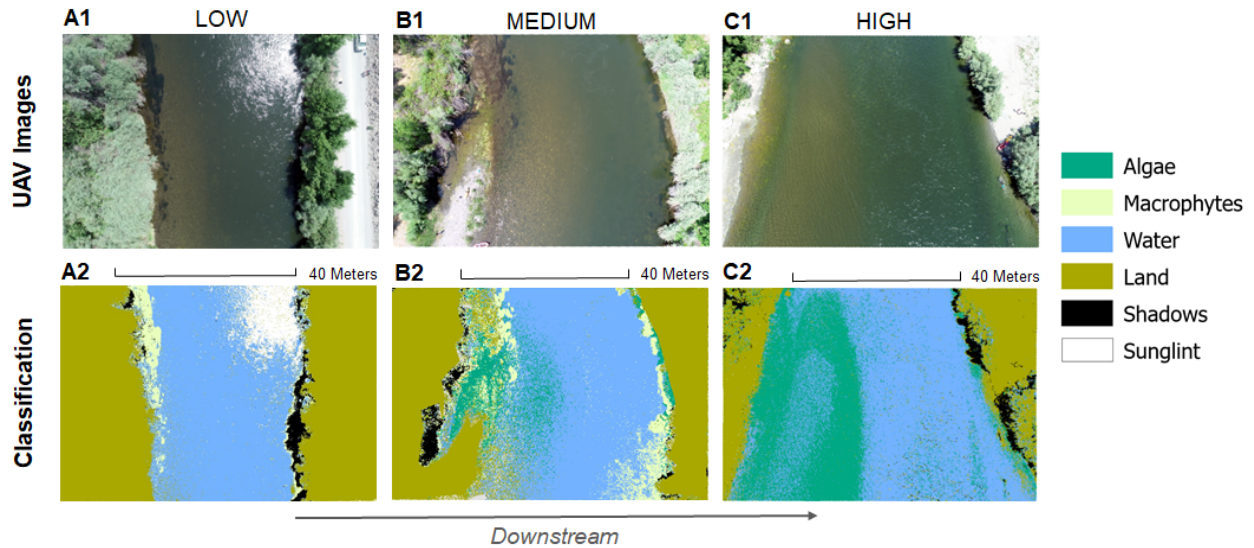 A1 LOW B1 MEDIUM C1 HIGH
UAV Images
A2 40 Meters B2 40 Meters C2 40 Meters
Classification
Algae
Macrophytes
Water
Land
Shadows
Sunglint
Downstream